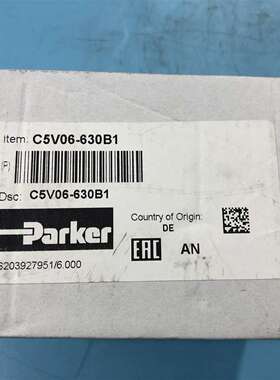 Item: C5V06-630B1
P)
Dsc: C5V06-630B1
Parker
Country of Origin:
DE
EAC AN
S203927951/6.000